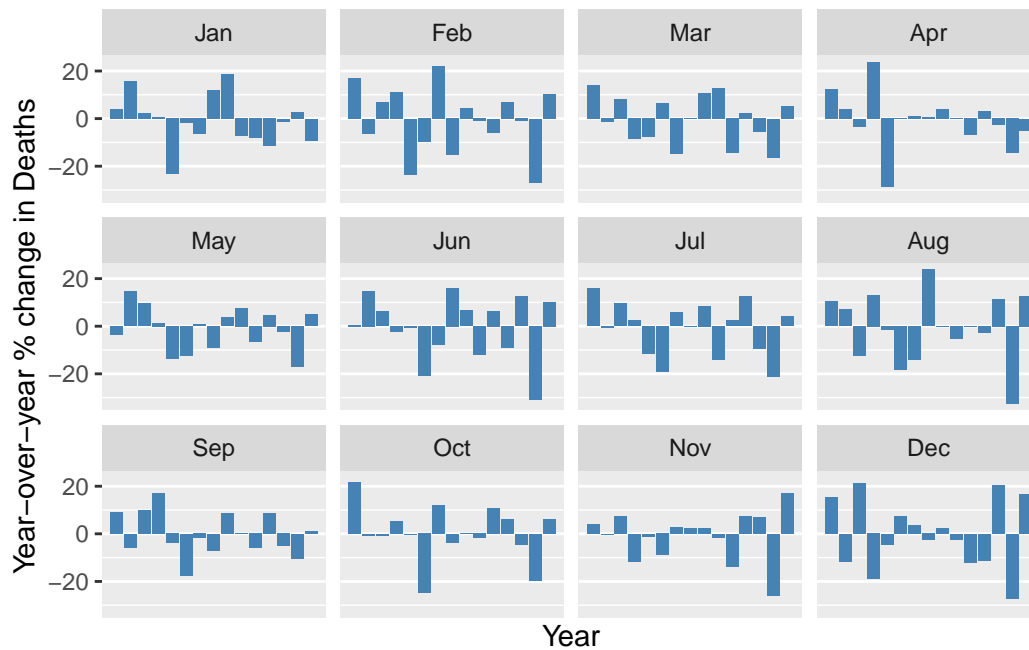 Jan Feb Mar Apr
20
0
−20
May Jun Jul Aug
20
0
−20
Sep Oct Nov Dec
20
0
−20
Year
Year−over−year % change in Deaths